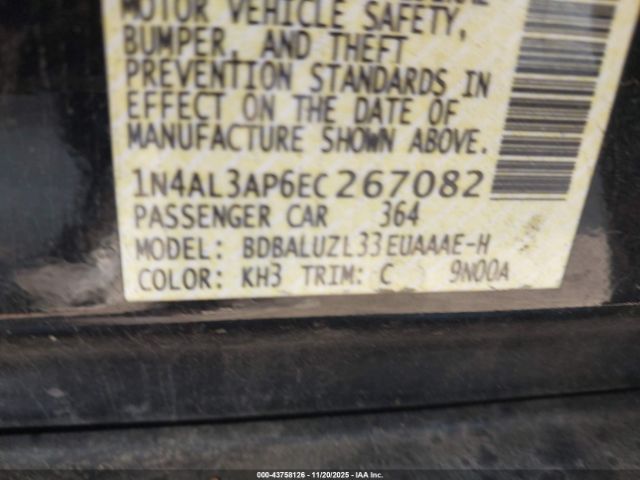 MOTOR VEHICLE SAFETY,
BUMPER, AND THEFT
PREVENTION STANDARDS IN
EFFECT ON THE DATE OF
MANUFACTURE SHOWN ABOVE.
1N4AL3AP6EC267082
PASSENGER CAR 364
MODEL: BDBALUZL33EUAAAE-H
COLOR: KH3 TRIM: C 9N00A
000-43758126 - 11/20/2025 - IAA Inc.